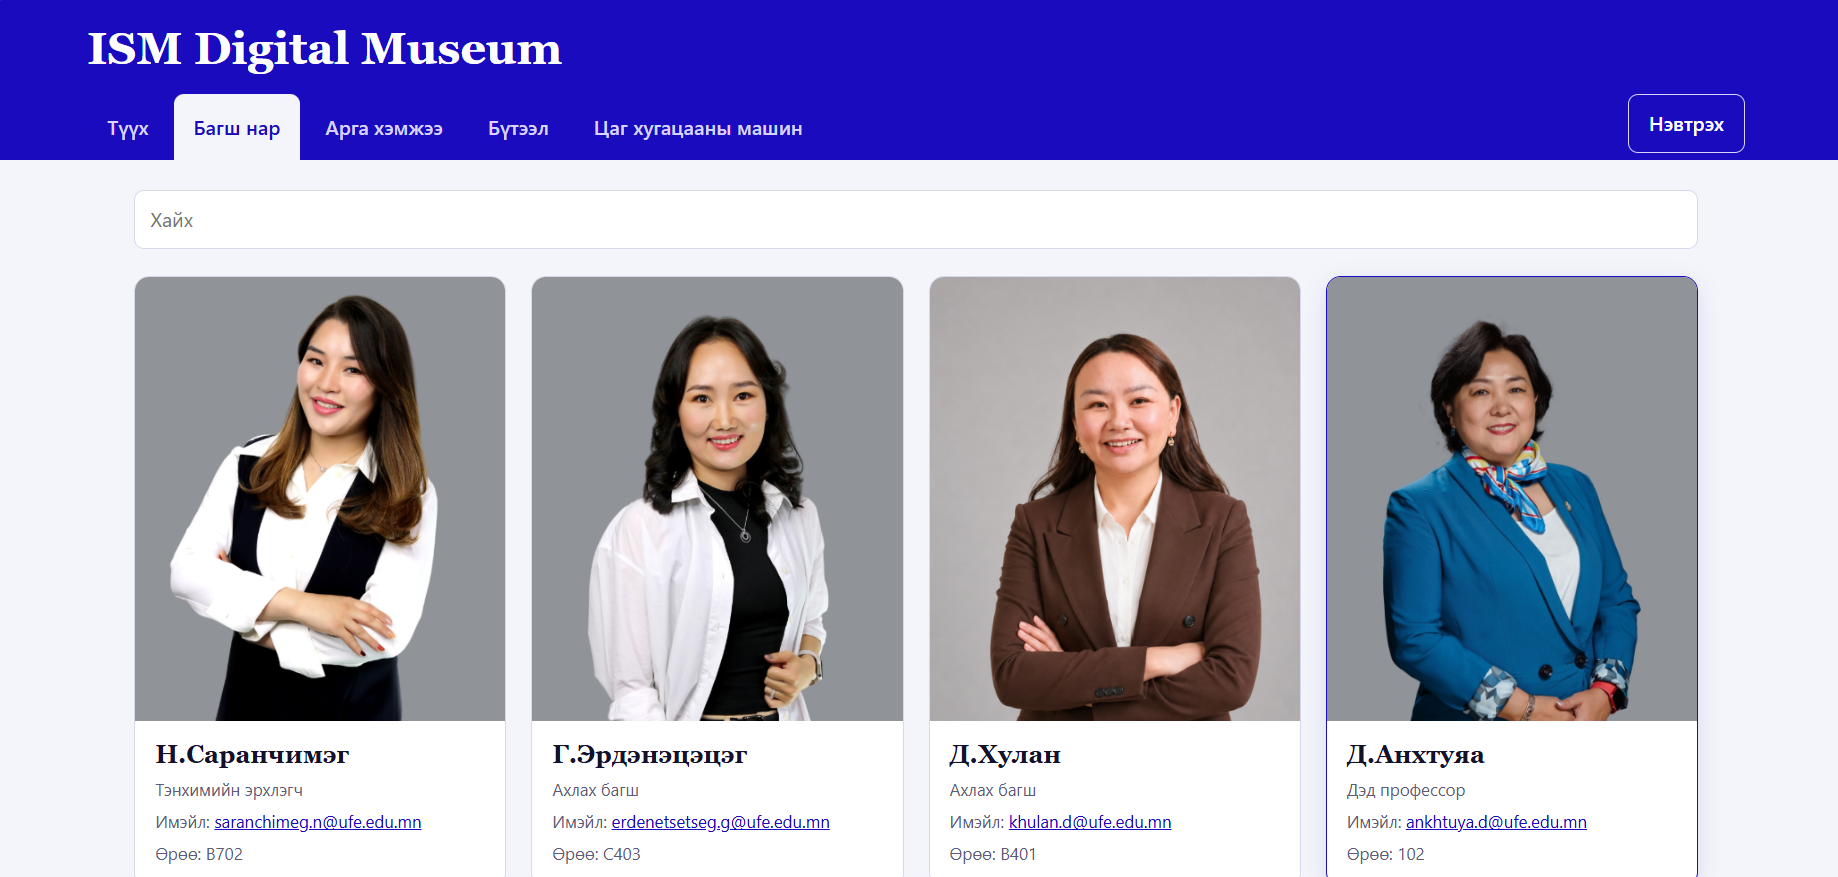 ISM Digital Museum
Түүх
Багш нар
Арга хэмжээ
Бүтээл
Цаг хугацааны машин
Нэвтрэх
Хайх
Н.Саранчимэг
Тэнхимийн эрхлэгч
Имэйл: saranchimeg.n@ufe.edu.mn
Өрөө: B702
Г.Эрдэнэцэцэг
Ахлах багш
Имэйл: erdenetsetseg.g@ufe.edu.mn
Өрөө: C403
Д.Хулан
Ахлах багш
Имэйл: khulan.d@ufe.edu.mn
Өрөө: B401
Д.Анхтуяа
Дэд профессор
Имэйл: ankhtuya.d@ufe.edu.mn
Өрөө: 102